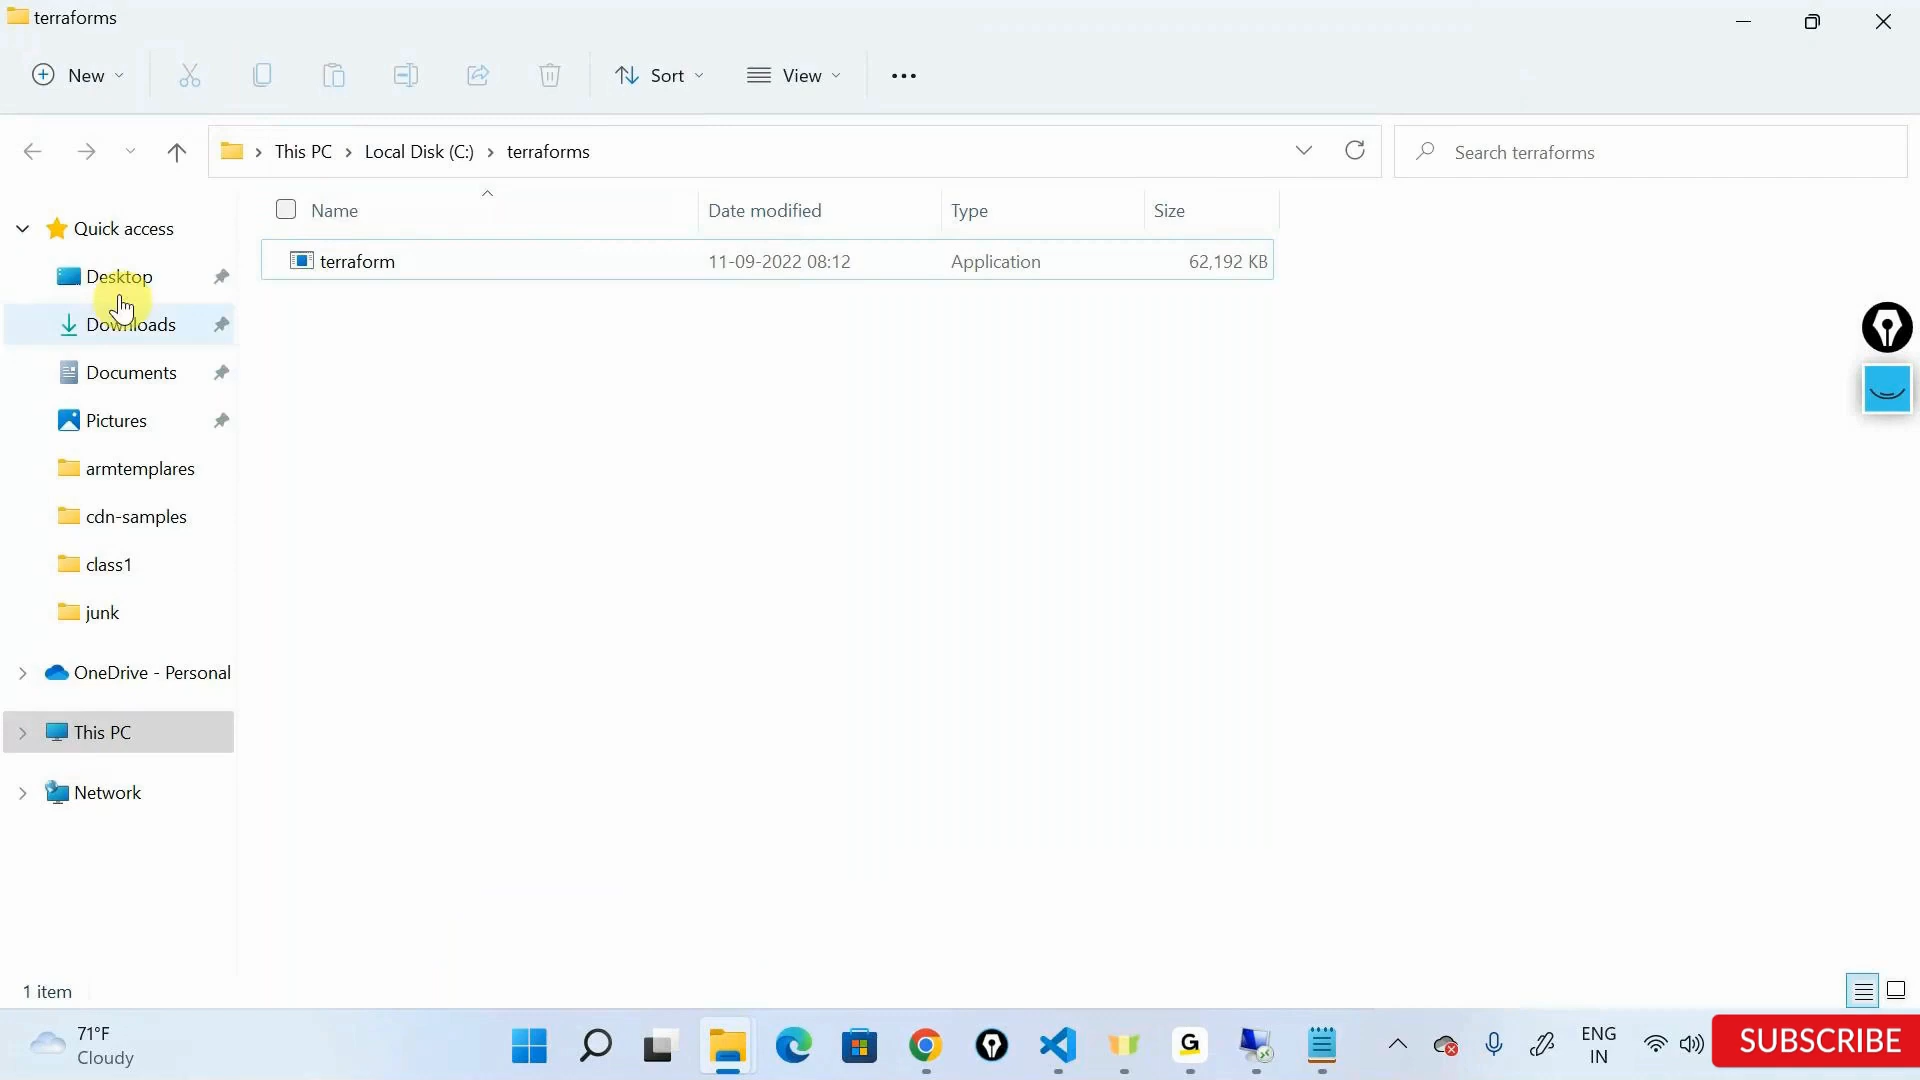 terraforms
New
Sort
View
This PC
Local Disk (C:)
terraforms
Search terraforms
Name
Date modified
Type
Size
terraform
11-09-2022 08:12
Application
62,192 KB
Quick access
Desktop
Downloads
Documents
Pictures
armtemplares
cdn-samples
class1
junk
OneDrive - Personal
This PC
Network
1 item
71°F
Cloudy
G
ENG
IN
SUBSCRIBE